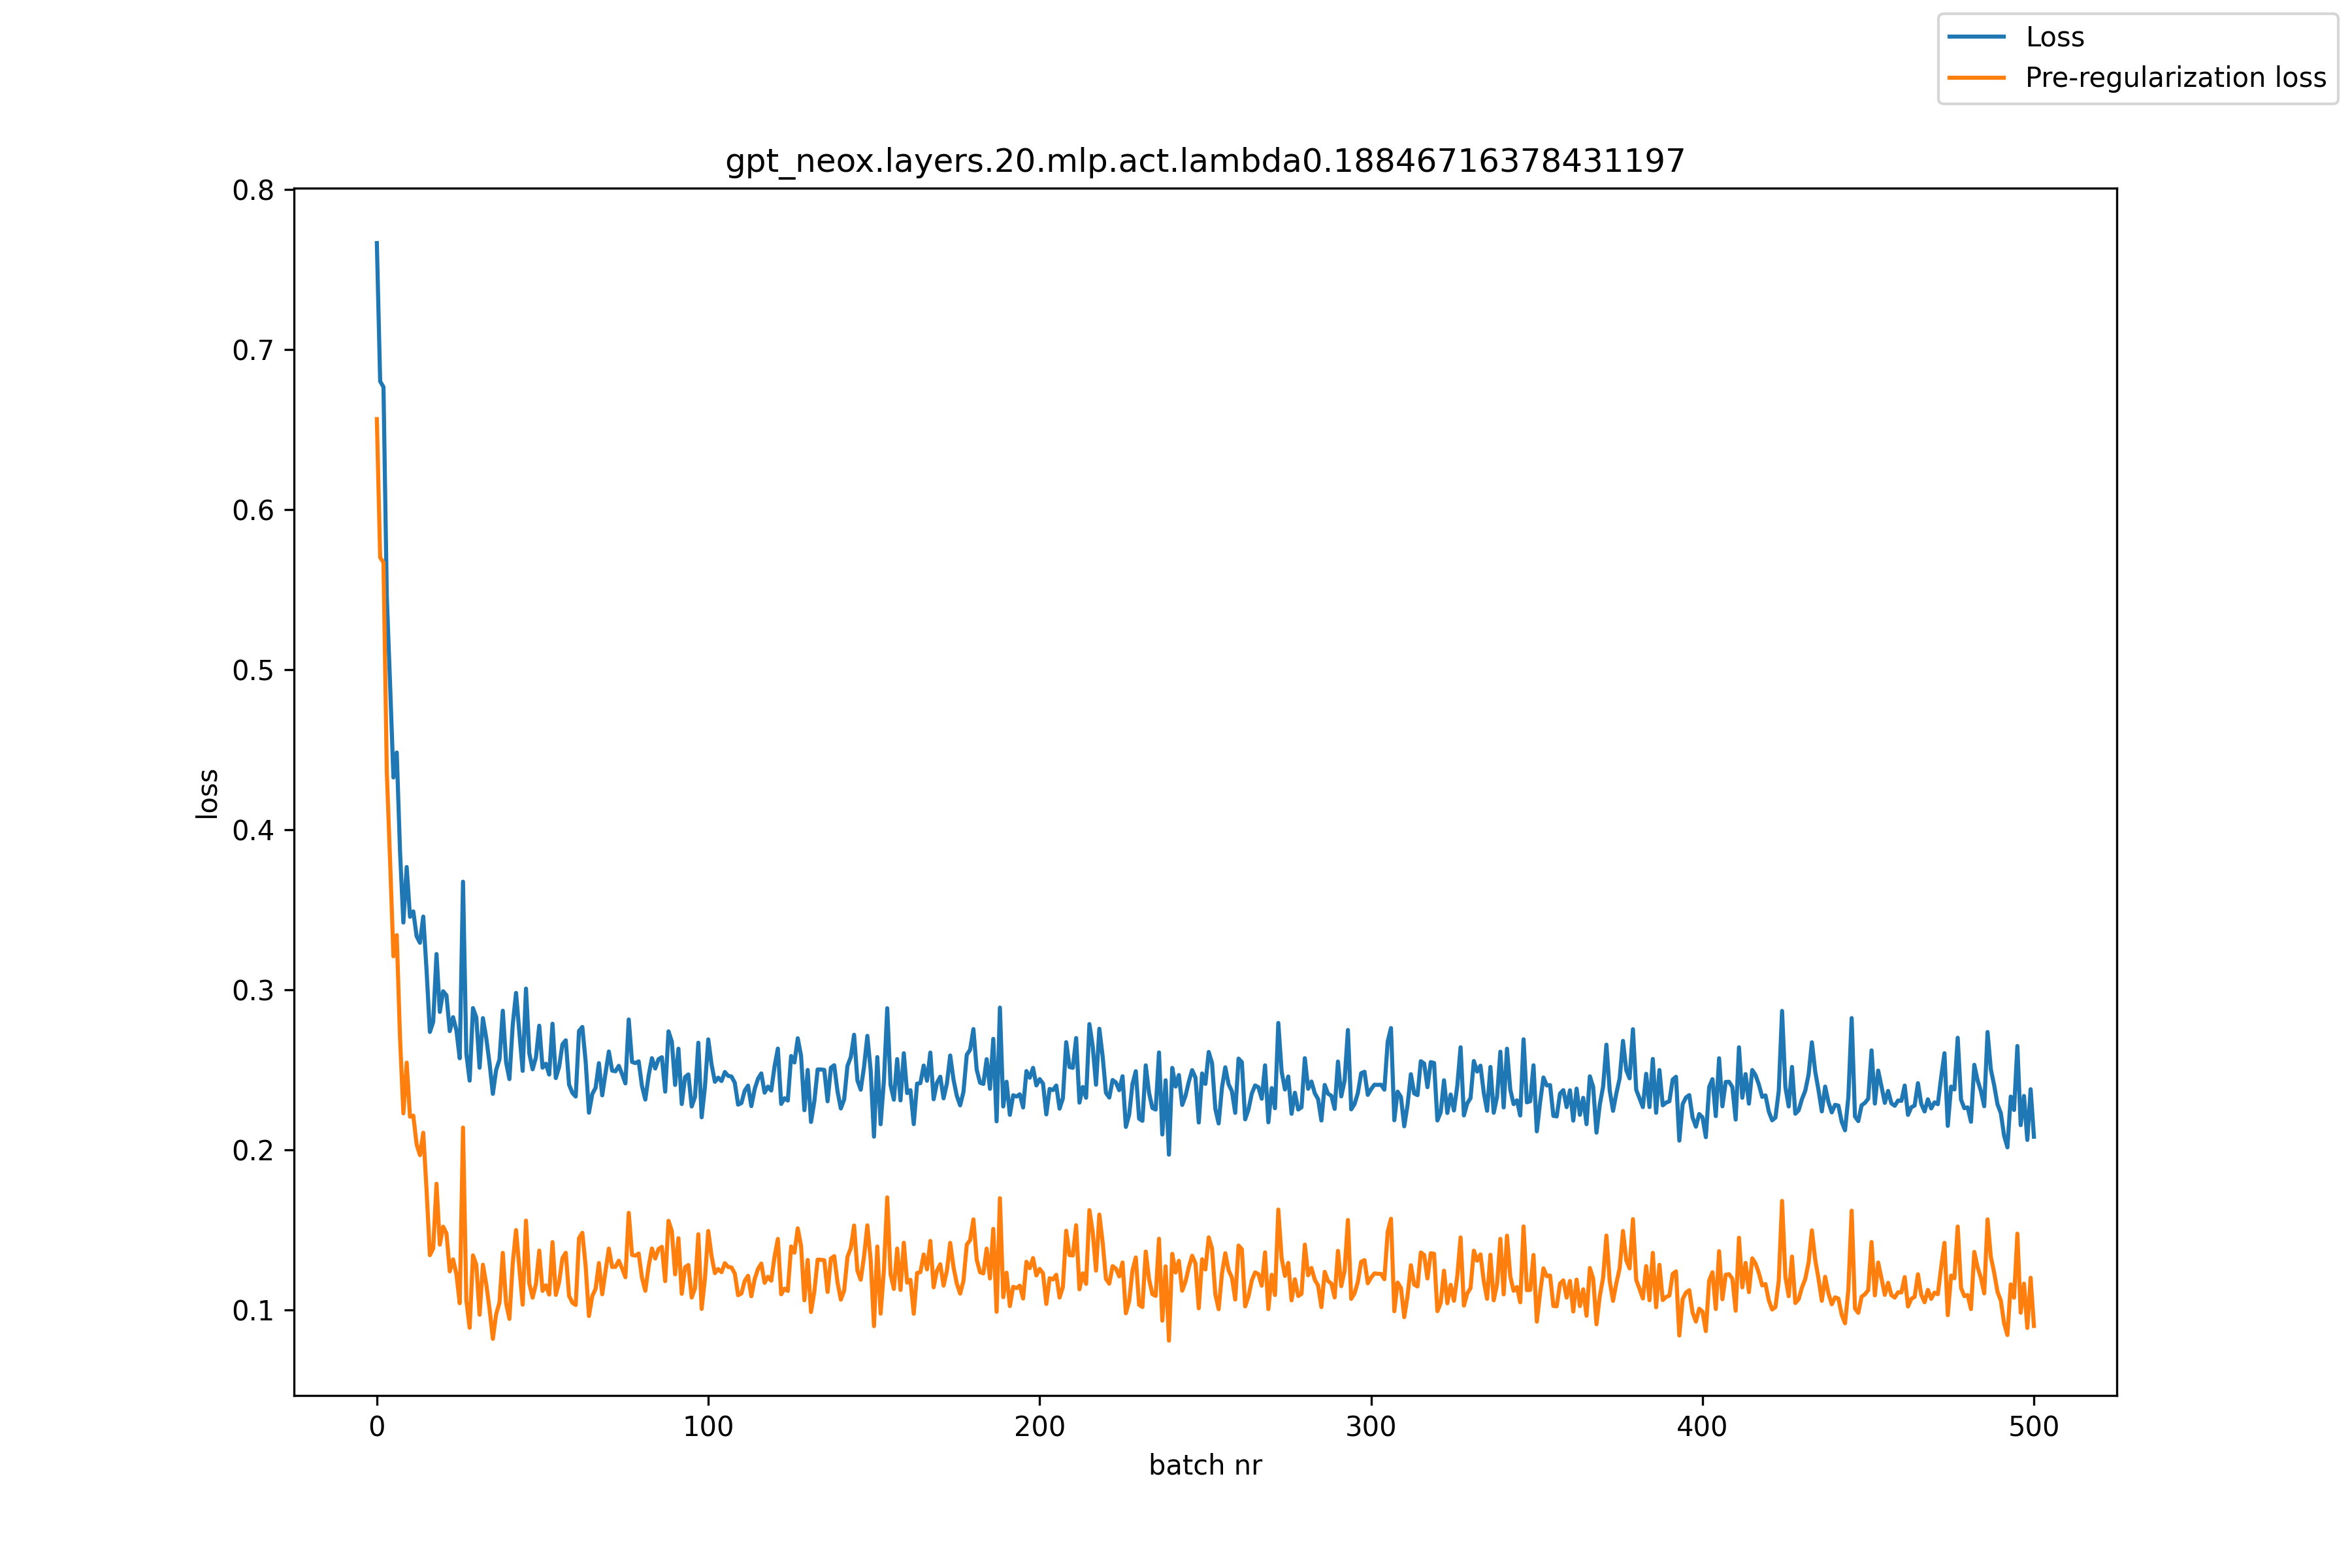 Loss
Pre-regularization loss
gpt_neox.layers.20.mlp.act.lambda0.18846716378431197
0.8
0.7
0.6
0.5
0.4
0.3
0.2
0.1
loss
0 100 200 300 400 500
batch nr